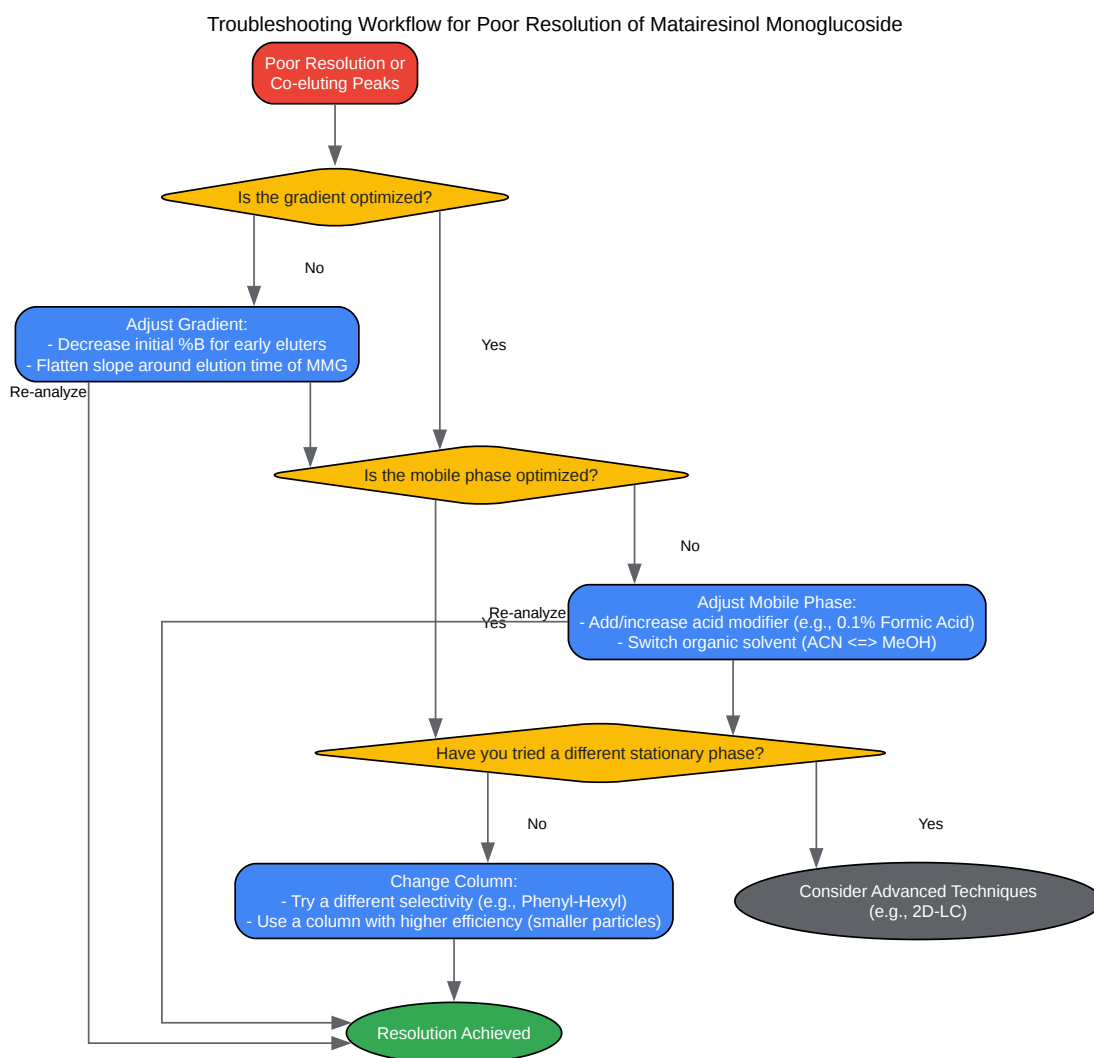 Troubleshooting Workflow for Poor Resolution of Matairesinol Monoglucoside
Poor Resolution or
Co-eluting Peaks
Is the gradient optimized?
No
Adjust Gradient:
- Decrease initial %B for early eluters
- Flatten slope around elution time of MMG
Yes
Re-analyze
Is the mobile phase optimized?
No
Adjust Mobile Phase:
- Add/increase acid modifier (e.g., 0.1% Formic Acid)
- Switch organic solvent (ACN <=> MeOH)
Re-analyze
Yes
Have you tried a different stationary phase?
No
Yes
Change Column:
- Try a different selectivity (e.g., Phenyl-Hexyl)
- Use a column with higher efficiency (smaller particles)
Consider Advanced Techniques
(e.g., 2D-LC)
Resolution Achieved